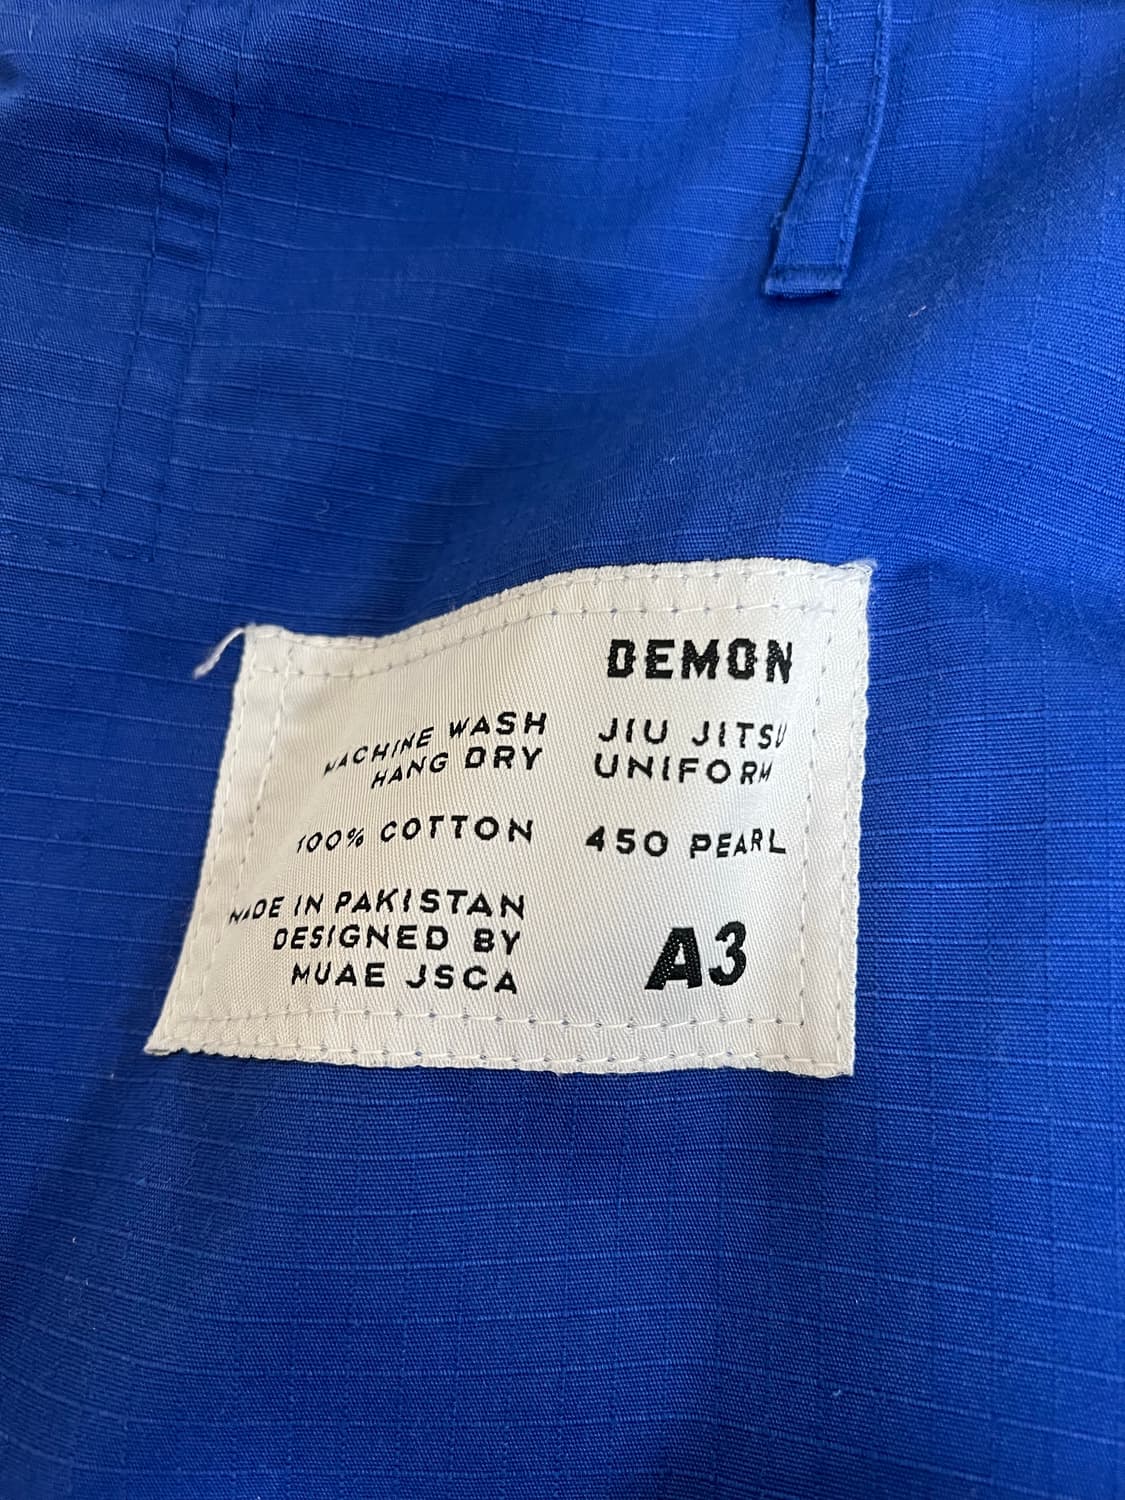 DEMON
JIU JITSU
UNIFORM
450 PEARL
A3
MACHINE WASH
HANG DRY
100% COTTON
MADE IN PAKISTAN
DESIGNED BY
MUAE JSCA